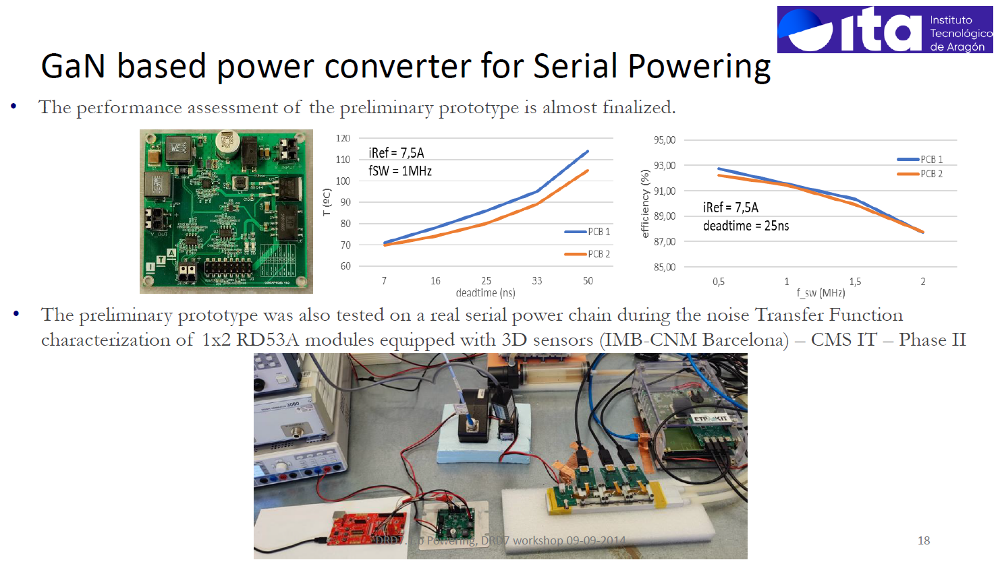 ita
Instituto
Tecnológico
de Aragón
GaN based power converter for Serial Powering
• The performance assessment of the preliminary prototype is almost finalized.
V_INPUT +
V_OUT
I T A
120
110
100
90
80
70
60
T (ºC)
iRef = 7,5A
fSW = 1MHz
PCB 1
PCB 2
7 16 25 33 50
deadtime (ns)
95,00
93,00
91,00
89,00
87,00
85,00
efficiency (%)
PCB 1
PCB 2
iRef = 7,5A
deadtime = 25ns
0,5 1 1,5 2
f_sw (MHz)
• The preliminary prototype was also tested on a real serial power chain during the noise Transfer Function
characterization of 1x2 RD53A modules equipped with 3D sensors (IMB-CNM Barcelona) – CMS IT – Phase II
3000
KIT
DRD7.1.b Powering, DRD7 workshop 09-09-2014
18